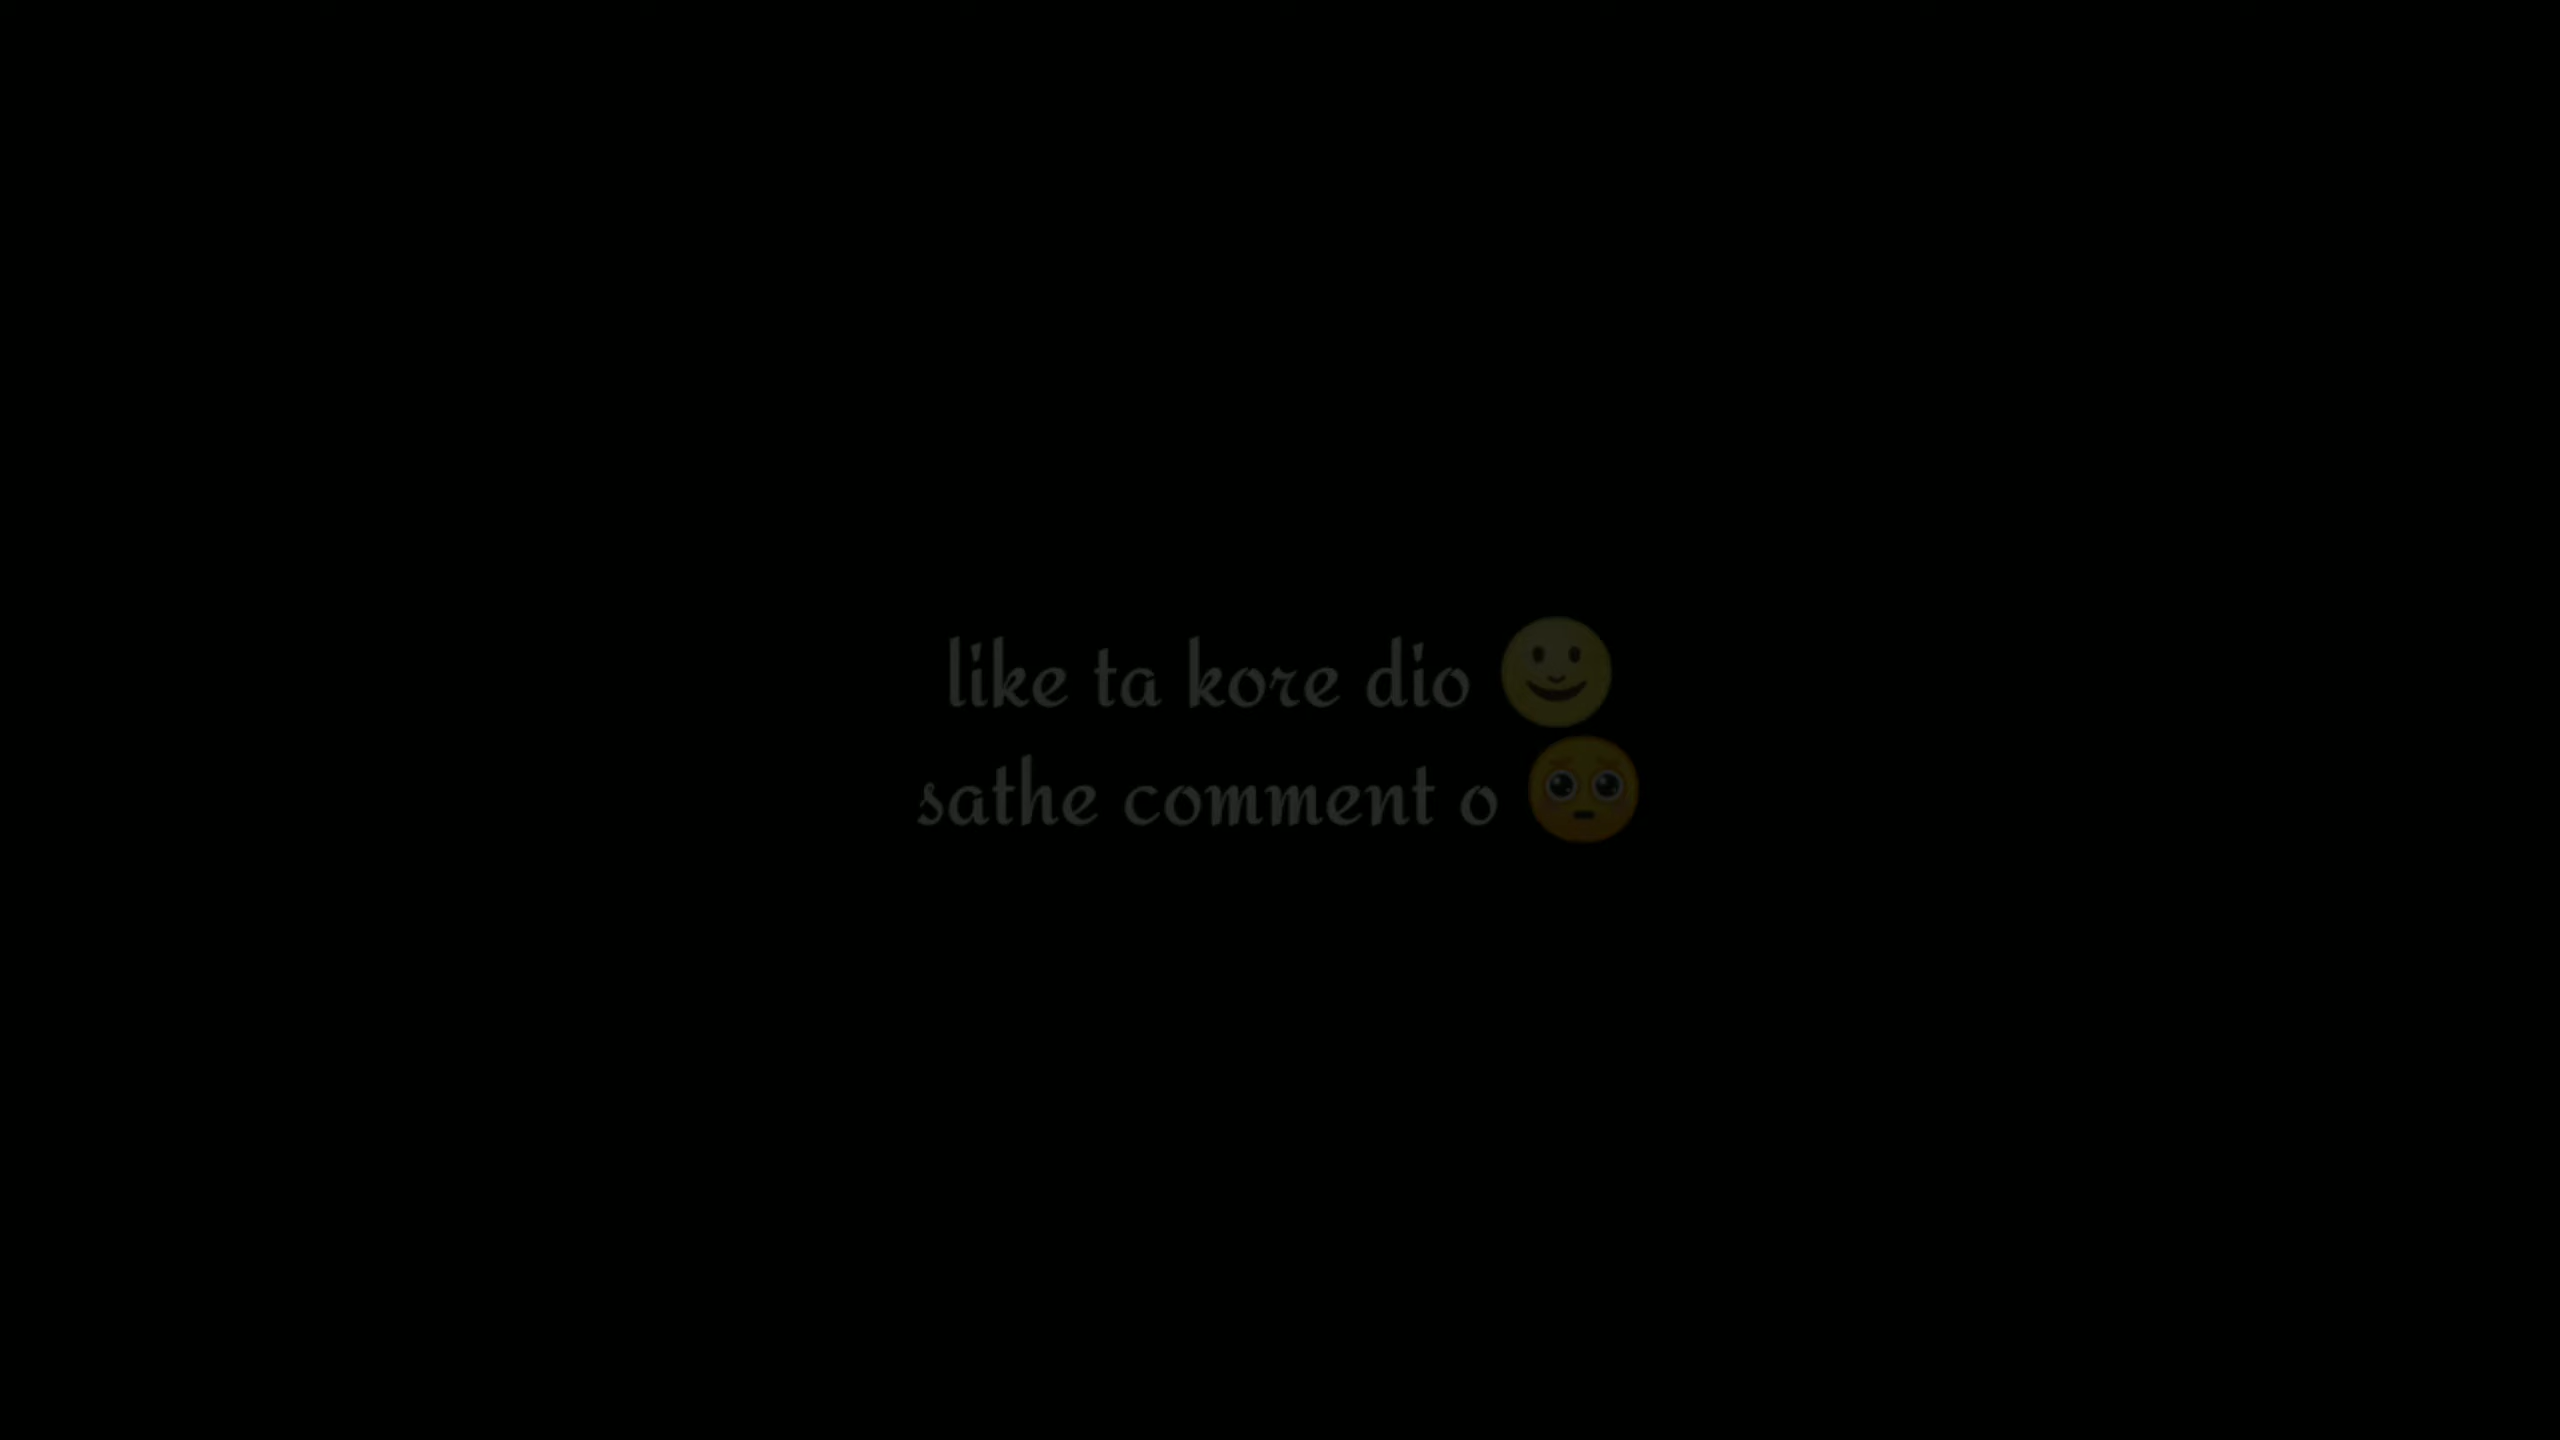 like ta kore dio 🌝
sathe comment o 🥺